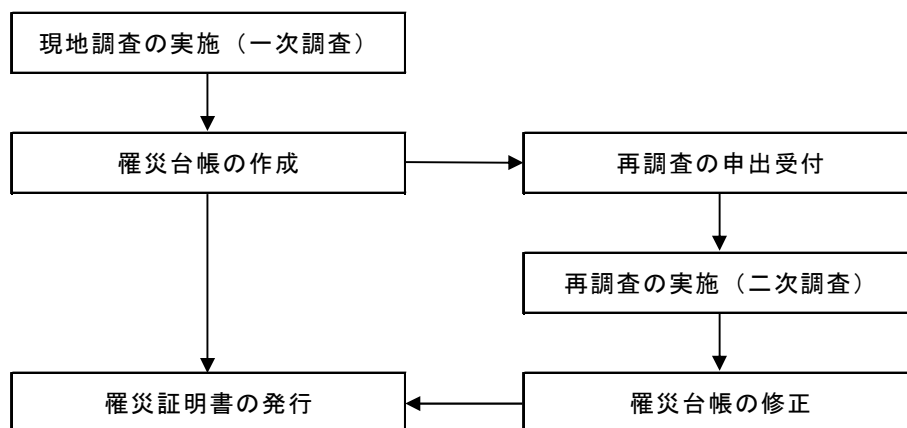 現地調査の実施（一次調査）
罹災台帳の作成
再調査の申出受付
再調査の実施（二次調査）
罹災証明書の発行
罹災台帳の修正